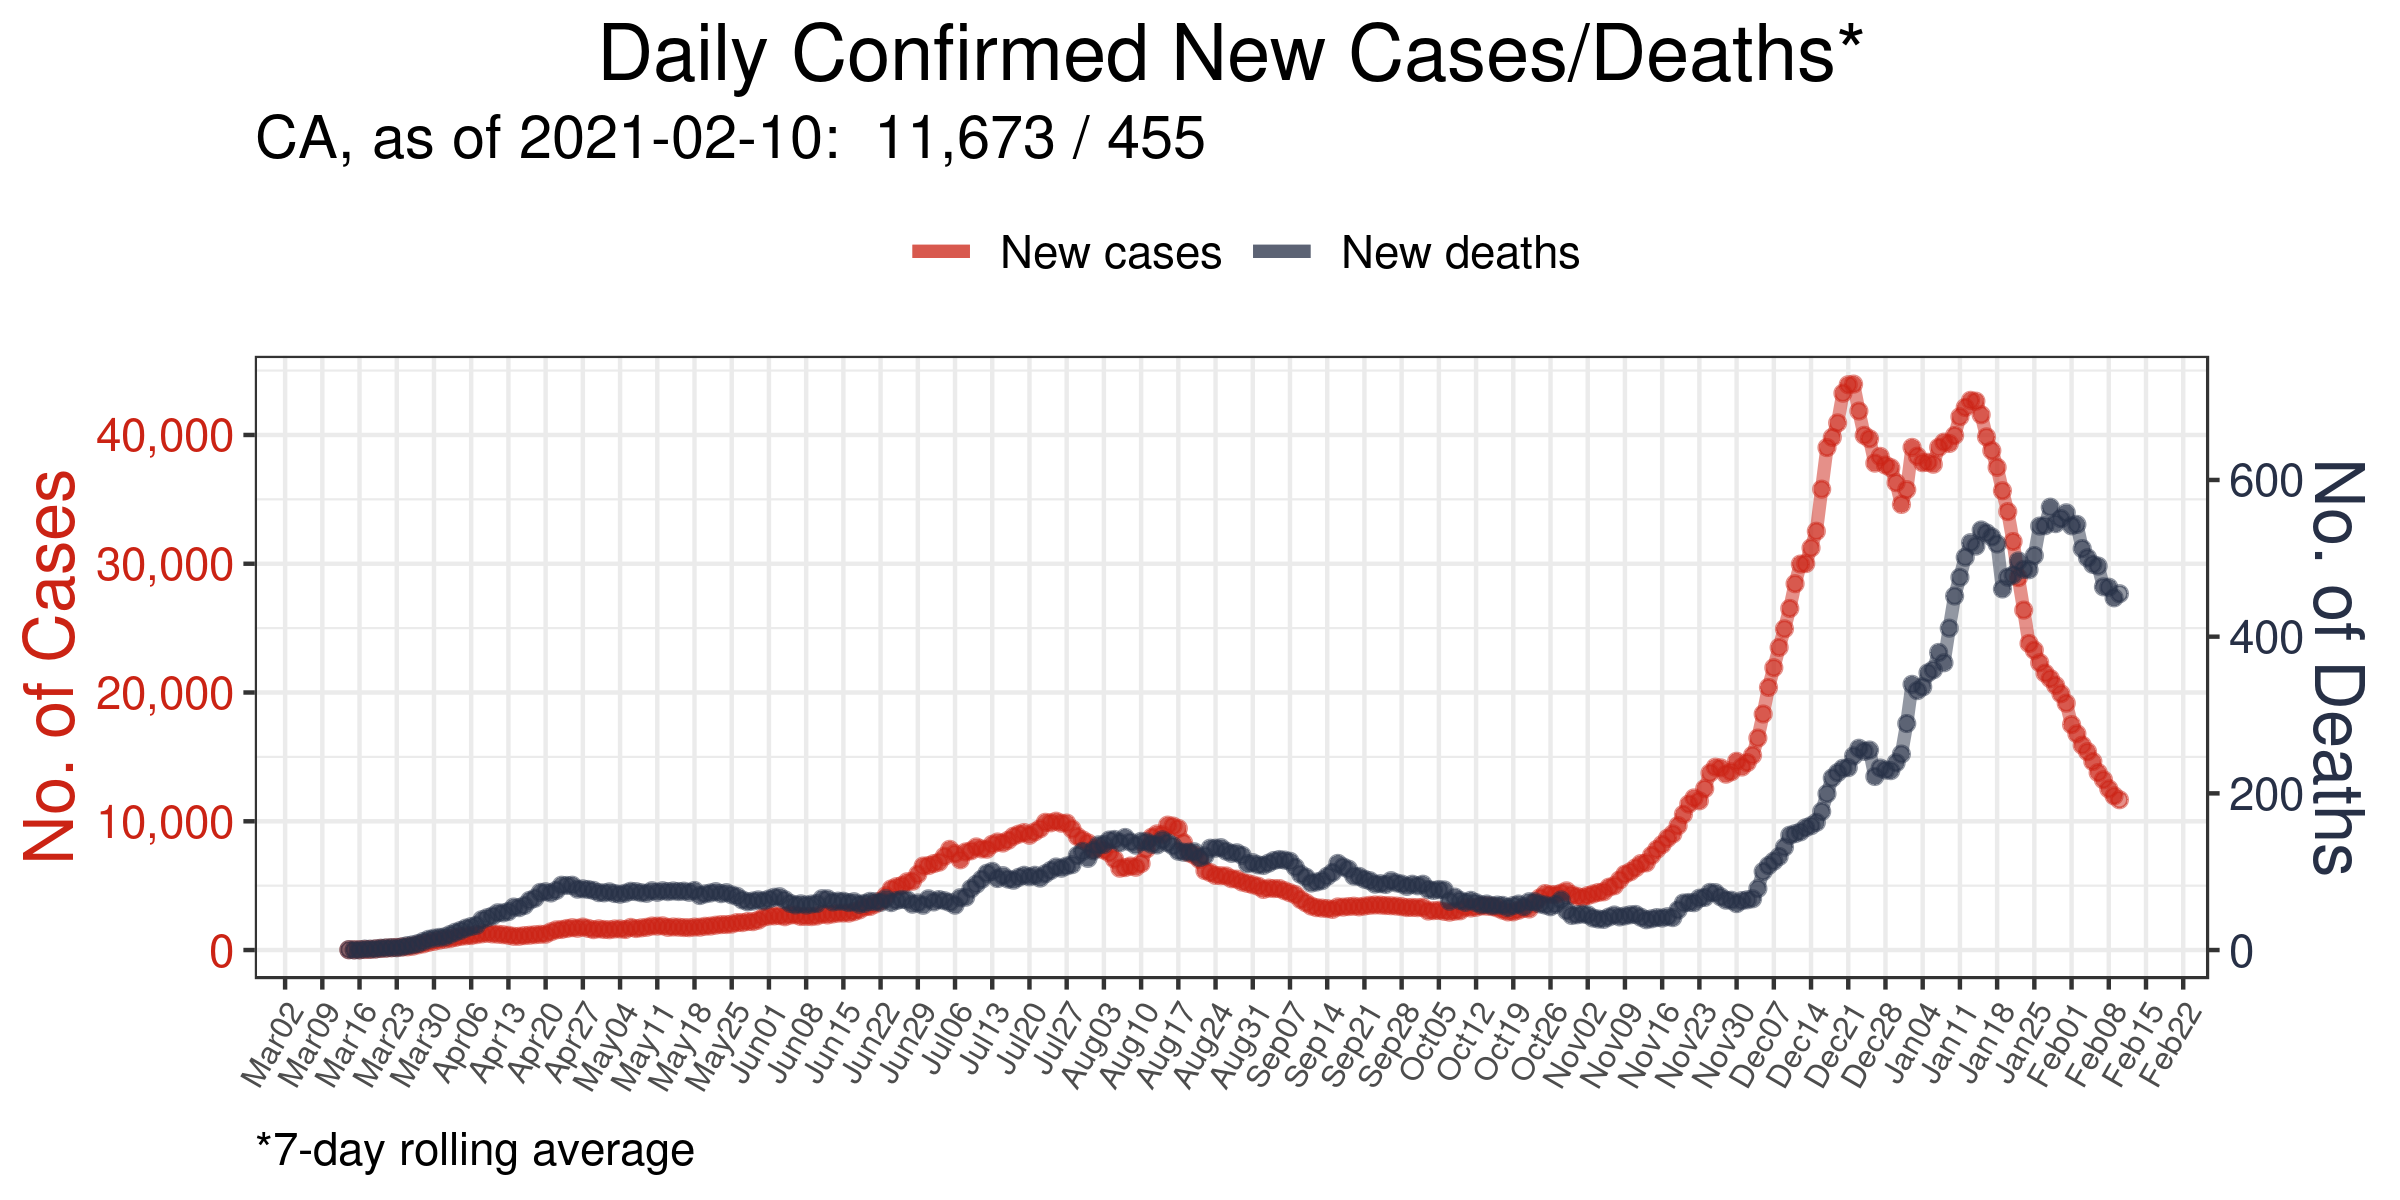 Daily Confirmed New Cases/Deaths*
CA, as of 2021-02-10:  11,673 / 455
New cases
New deaths
No. of Cases
40,000
30,000
20,000
10,000
0
No. of Deaths
600
400
200
0
Mar02
Mar09
Mar16
Mar23
Mar30
Apr06
Apr13
Apr20
Apr27
May04
May11
May18
May25
Jun01
Jun08
Jun15
Jun22
Jun29
Jul06
Jul13
Jul20
Jul27
Aug03
Aug10
Aug17
Aug24
Aug31
Sep07
Sep14
Sep21
Sep28
Oct05
Oct12
Oct19
Oct26
Nov02
Nov09
Nov16
Nov23
Nov30
Dec07
Dec14
Dec21
Dec28
Jan04
Jan11
Jan18
Jan25
Feb01
Feb08
Feb15
Feb22
*7-day rolling average